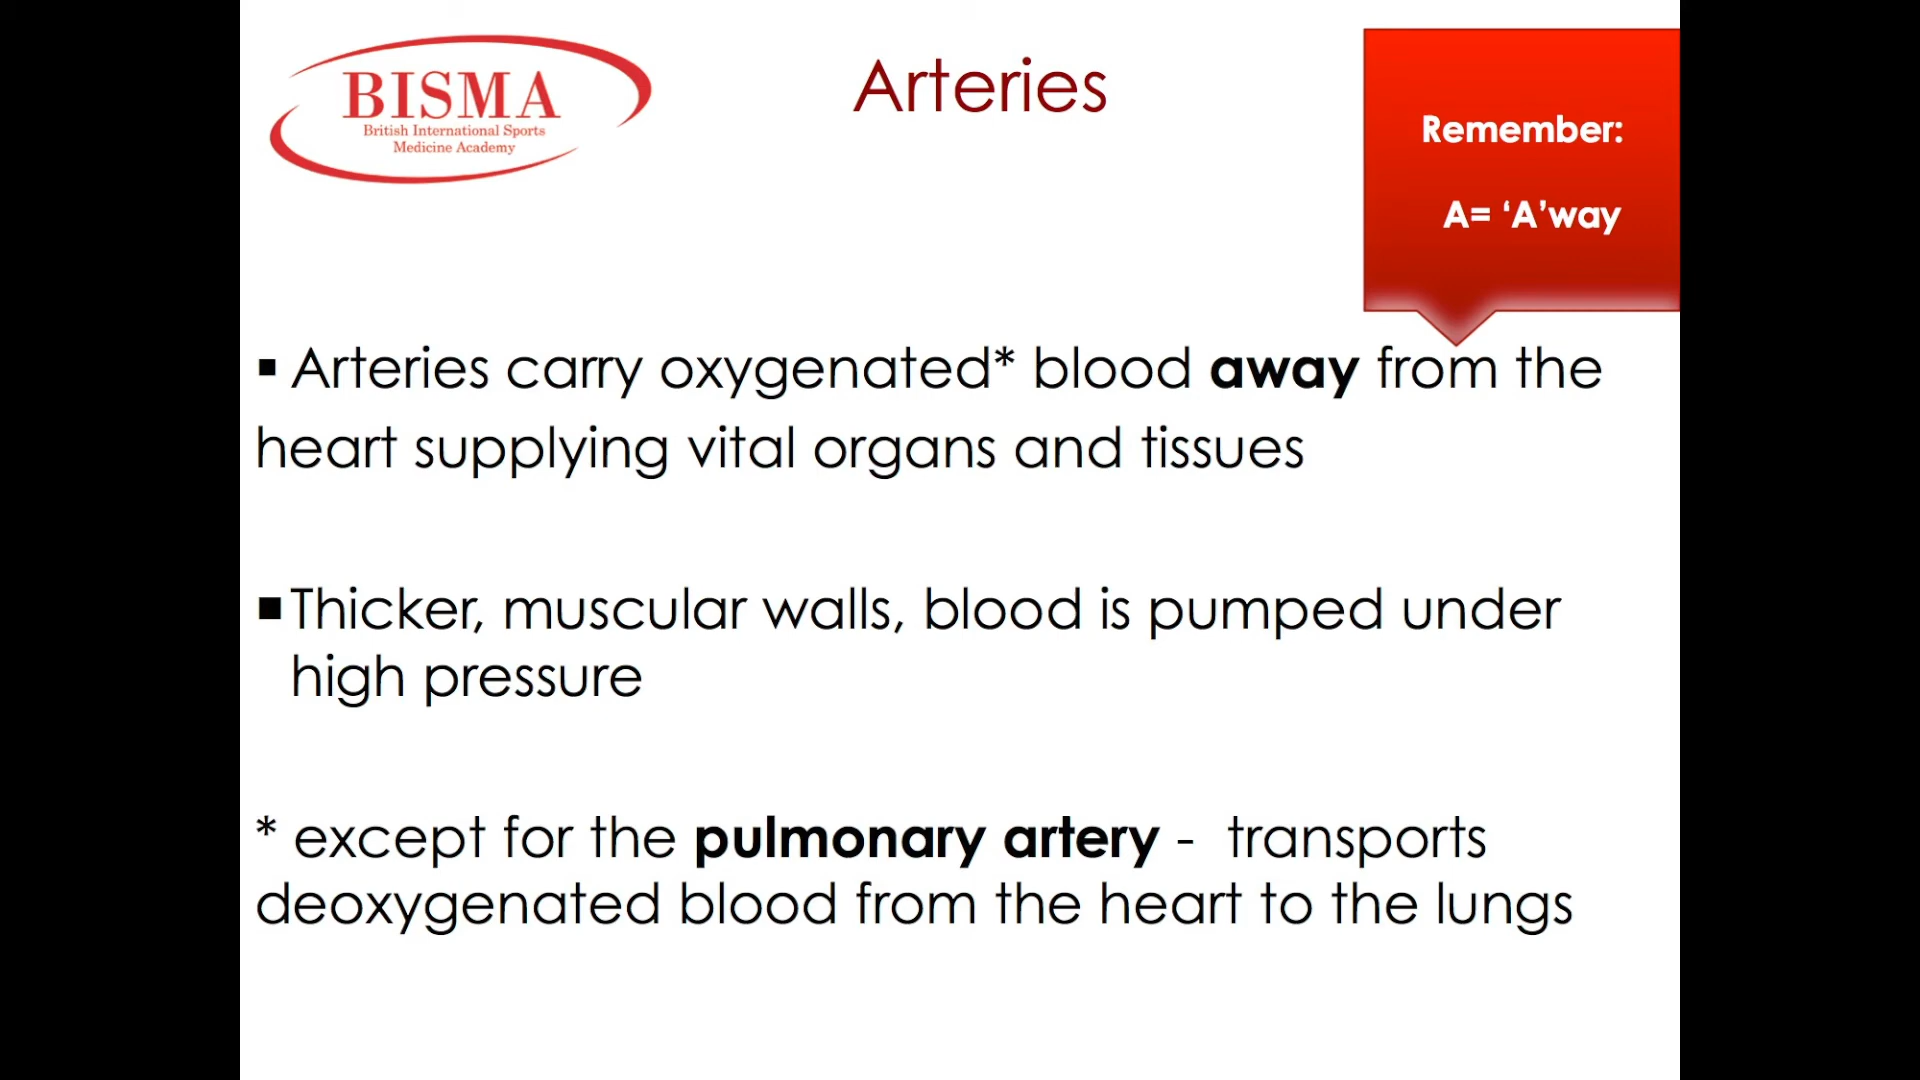 BISMA
British International Sports
Medicine Academy
Arteries
Remember:
A= ‘A’way
▪ Arteries carry oxygenated* blood away from the
heart supplying vital organs and tissues
▪ Thicker, muscular walls, blood is pumped under
high pressure
* except for the pulmonary artery - transports
deoxygenated blood from the heart to the lungs